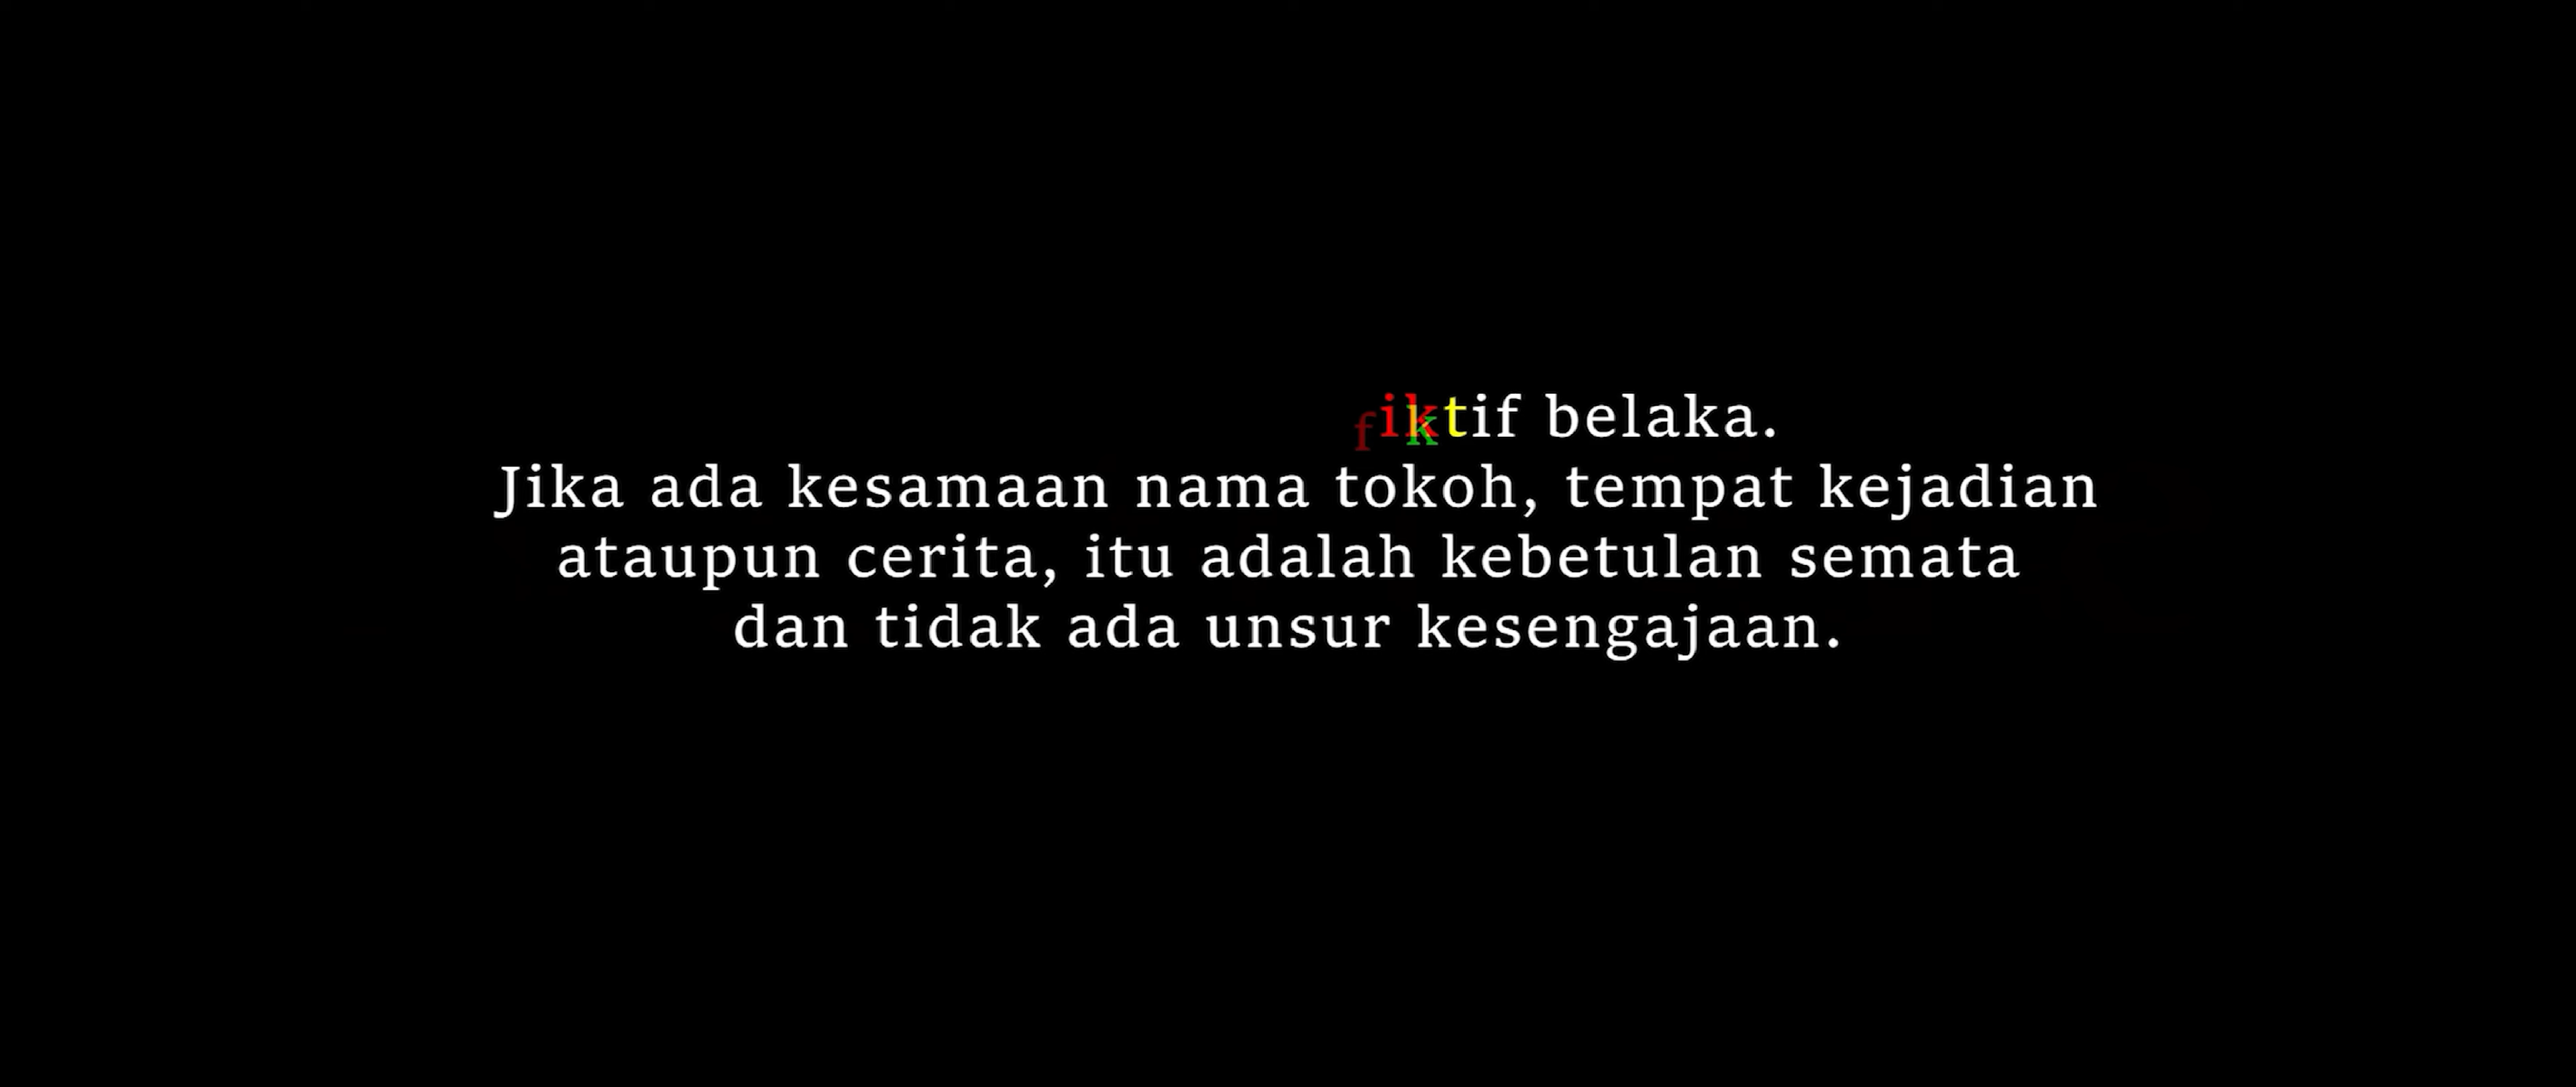 fiktif belaka.
Jika ada kesamaan nama tokoh, tempat kejadian
ataupun cerita, itu adalah kebetulan semata
dan tidak ada unsur kesengajaan.